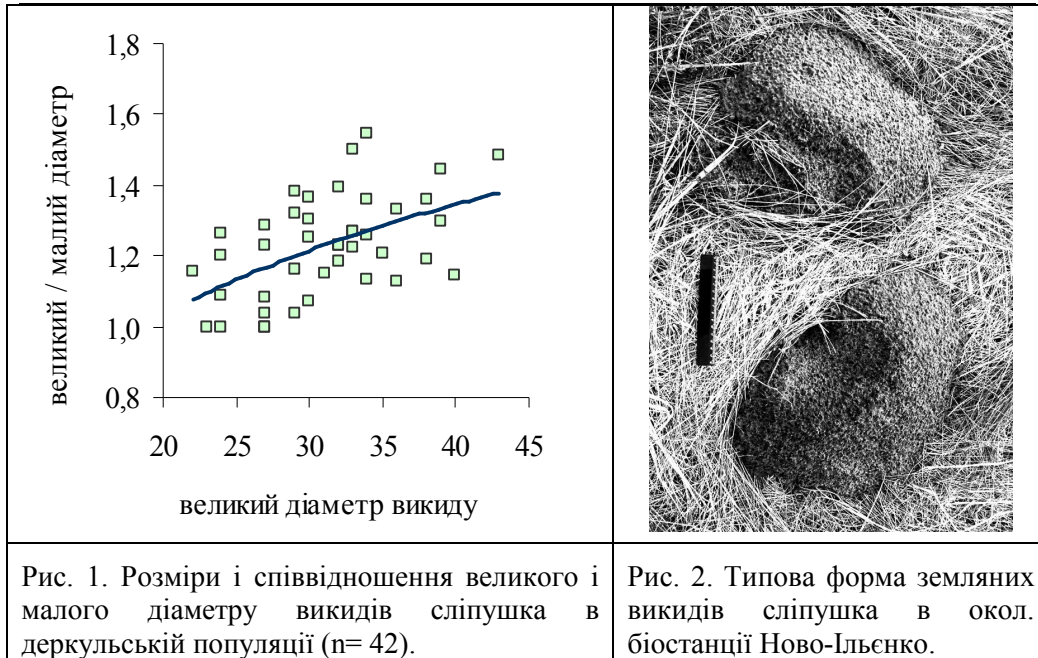 1,8
1,6
1,4
1,2
1,0
0,8
великий / малий діаметр
20 25 30 35 40 45
великий діаметр викиду
Рис. 1. Розміри і співвідношення великого і
малого діаметру викидів сліпушка в
деркульській популяції (n= 42).
Рис. 2. Типова форма земляних
викидів сліпушка в окол.
біостанції Ново-Ільєнко.